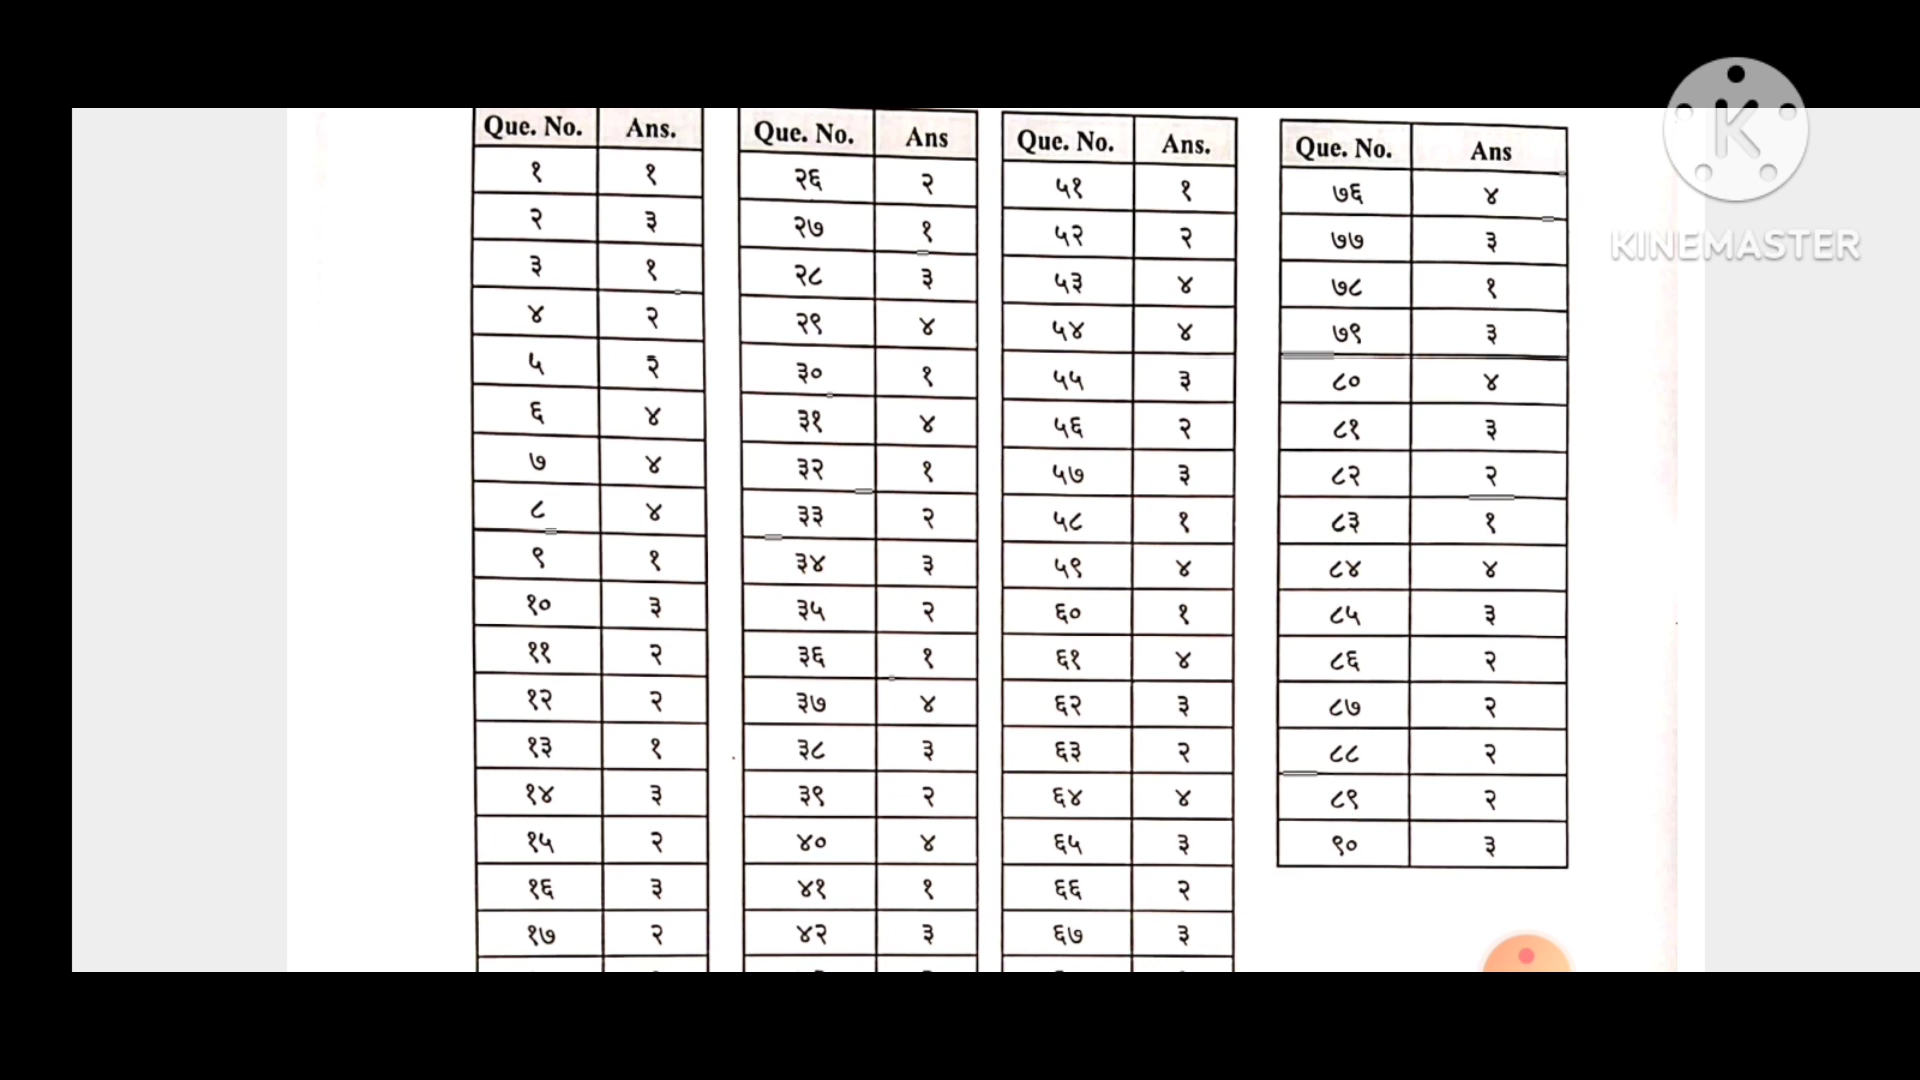 Que. No. Ans. Que. No. Ans Que. No. Ans. Que. No. Ans
१ १ २६ २ ५१ १ ७६ ४
२ ३ २७ १ ५२ २ ७७ ३
३ १ २८ ३ ५३ ४ ७८ १
४ २ २९ ४ ५४ ४ ७९ ३
५ ३० १ ५५ ३ ८० ४
६ ४ ३१ ४ ५६ २ ८१ ३
७ ४ ३२ १ ५७ ३ ८२ २
८ ४ ३३ २ ५८ १ ८३ १
९ १ ३४ ३ ५९ ४ ८४ ४
१० ३ ३५ २ ६० १ ८५ ३
११ २ ३६ १ ६१ ४ ८६ २
१२ २ ३७ ४ ६२ ३ ८७ २
१३ १ ३८ ३ ६३ २ ८८ २
१४ ३ ३९ २ ६४ ४ ८९ २
१५ २ ४० ४ ६५ ३ ९० ३
१६ ३ ४१ १ ६६ २
१७ २ ४२ ३ ६७ ३
K
KINEMASTER